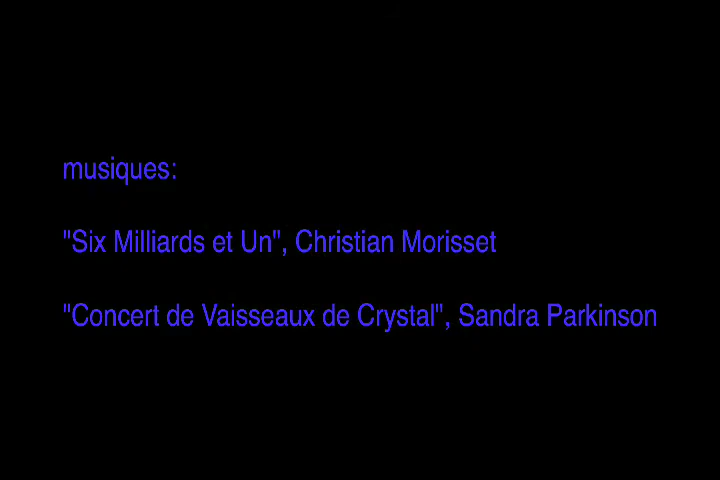 musiques:
"Six Milliards et Un", Christian Morisset
"Concert de Vaisseaux de Crystal", Sandra Parkinson